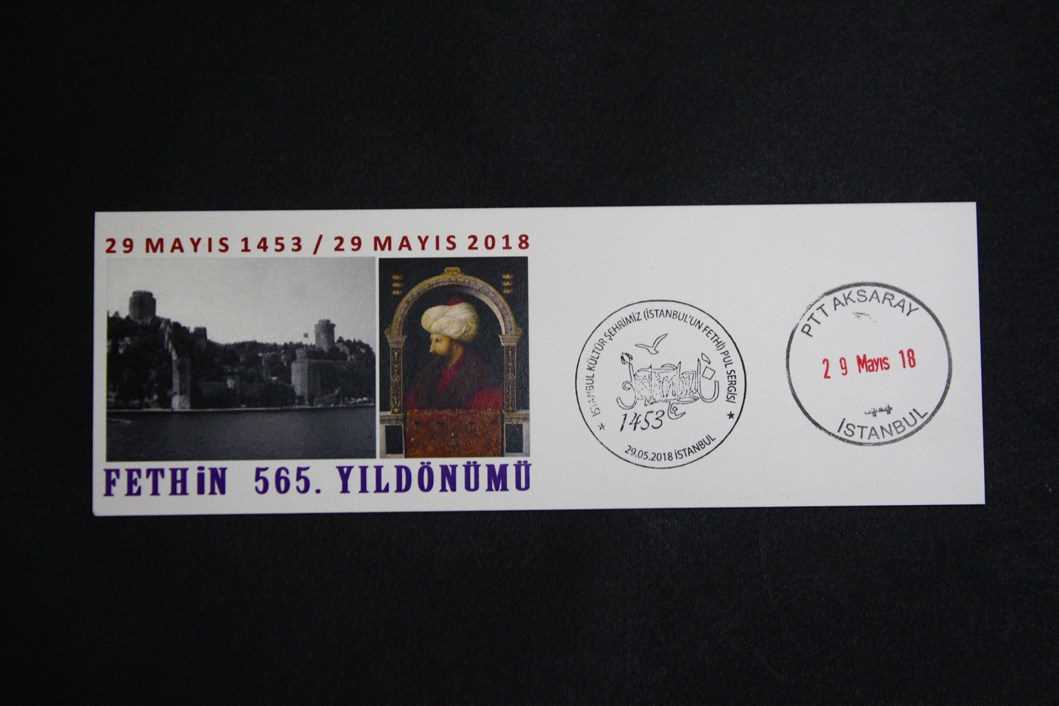 29 MAYIS 1453 / 29 MAYIS 2018
FETHİN 565. YILDÖNÜMÜ
★ İSTANBUL KÜLTÜR ŞEHRİMİZ (İSTANBUL'UN FETHİ) PUL SERGİSİ ★
1453
29.05.2018 İSTANBUL
PTT AKSARAY
29 Mayıs 18
İSTANBUL